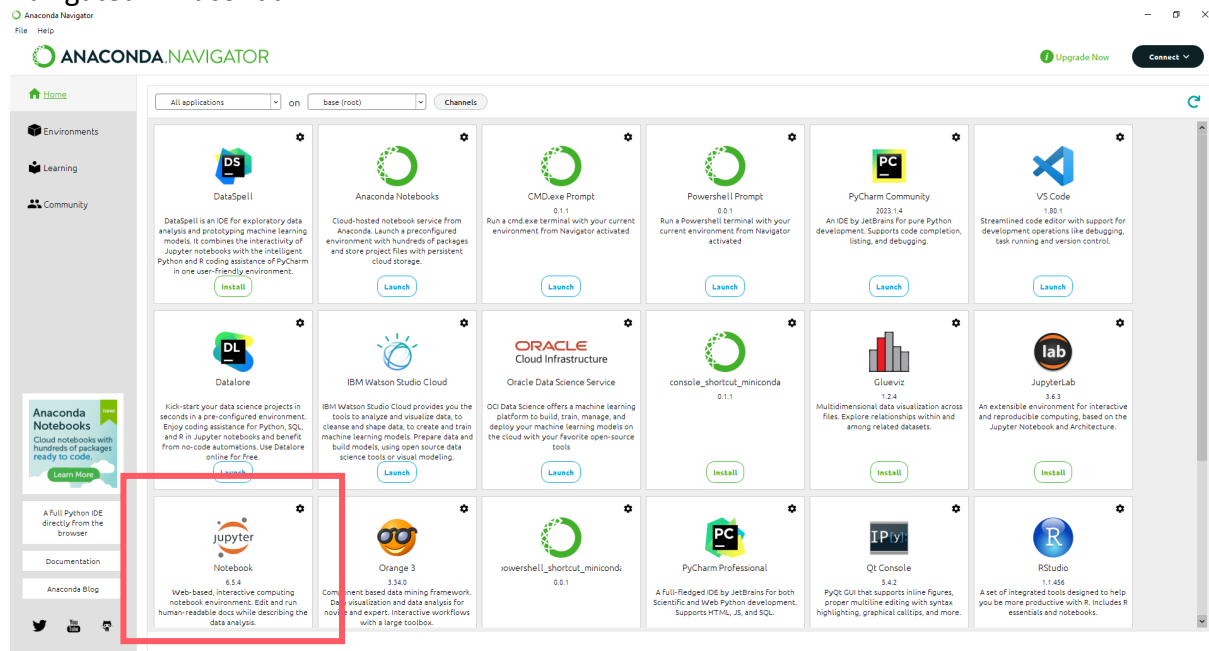 Anaconda Navigator
File Help
ANACONDA.NAVIGATOR
Upgrade Now
Connect
Home
Environments
Learning
Community
All applications on base (root) Channels
DS
DataSpell
DataSpell is an IDE for exploratory data
analysis and prototyping machine learning
models. It combines the interactivity of
Jupyter notebooks with the intelligent
Python and R coding assistance of PyCharm
in one user-friendly environment.
Install
Anaconda Notebooks
Cloud-hosted notebook service from
Anaconda. Launch a preconfigured
environment with hundreds of packages
and store project files with persistent
cloud storage.
Launch
CMD.exe Prompt
0.1.1
Run a cmd.exe terminal with your current
environment from Navigator activated
Launch
Powershell Prompt
0.0.1
Run a Powershell terminal with your
current environment from Navigator
activated
Launch
PC
PyCharm Community
2023.1.4
An IDE by JetBrains for pure Python
development. Supports code completion,
listing, and debugging.
Launch
VS Code
1.80.1
Streamlined code editor with support for
development operations like debugging,
task running and version control.
Launch
DL
Datalore
Kick-start your data science projects in
seconds in a pre-configured environment.
Enjoy coding assistance for Python, SQL,
and R in Jupyter notebooks and benefit
from no-code automations. Use Datalore
online for free.
Launch
IBM Watson Studio Cloud
IBM Watson Studio Cloud provides you the
tools to analyze and visualize data, to
cleanse and shape data, to create and train
machine learning models. Prepare data and
build models, using open source data
science tools or visual modeling.
Launch
ORACLE
Cloud Infrastructure
Oracle Data Science Service
OCI Data Science offers a machine learning
platform to build, train, manage, and
deploy your machine learning models on
the cloud with your favorite open-source
tools
Launch
console_shortcut_miniconda
0.1.1
Install
Glueviz
1.2.4
Multidimensional data visualization across
files. Explore relationships within and
among related datasets.
Install
lab
JupyterLab
3.6.3
An extensible environment for interactive
and reproducible computing, based on the
Jupyter Notebook and Architecture.
Install
Anaconda
Notebooks
New!
Cloud notebooks with
hundreds of packages
ready to code.
Learn More
A full Python IDE
directly from the
browser
Documentation
Anaconda Blog
You
Tube
jupyter
Notebook
6.5.4
Web-based, interactive computing
notebook environment. Edit and run
human-readable docs while describing the
data analysis.
Orange 3
3.34.0
Component based data mining framework.
Data visualization and data analysis for
novice and expert. Interactive workflows
with a large toolbox.
powershell_shortcut_miniconda
0.0.1
PC
PyCharm Professional
A full-fledged IDE by JetBrains for both
Scientific and Web Python development.
Supports HTML, JS, and SQL.
IP[y]:
Qt Console
5.4.2
PyQt GUI that supports inline figures,
proper multiline editing with syntax
highlighting, graphical calltips, and more.
R
RStudio
1.1.456
A set of integrated tools designed to help
you be more productive with R. Includes R
essentials and notebooks.